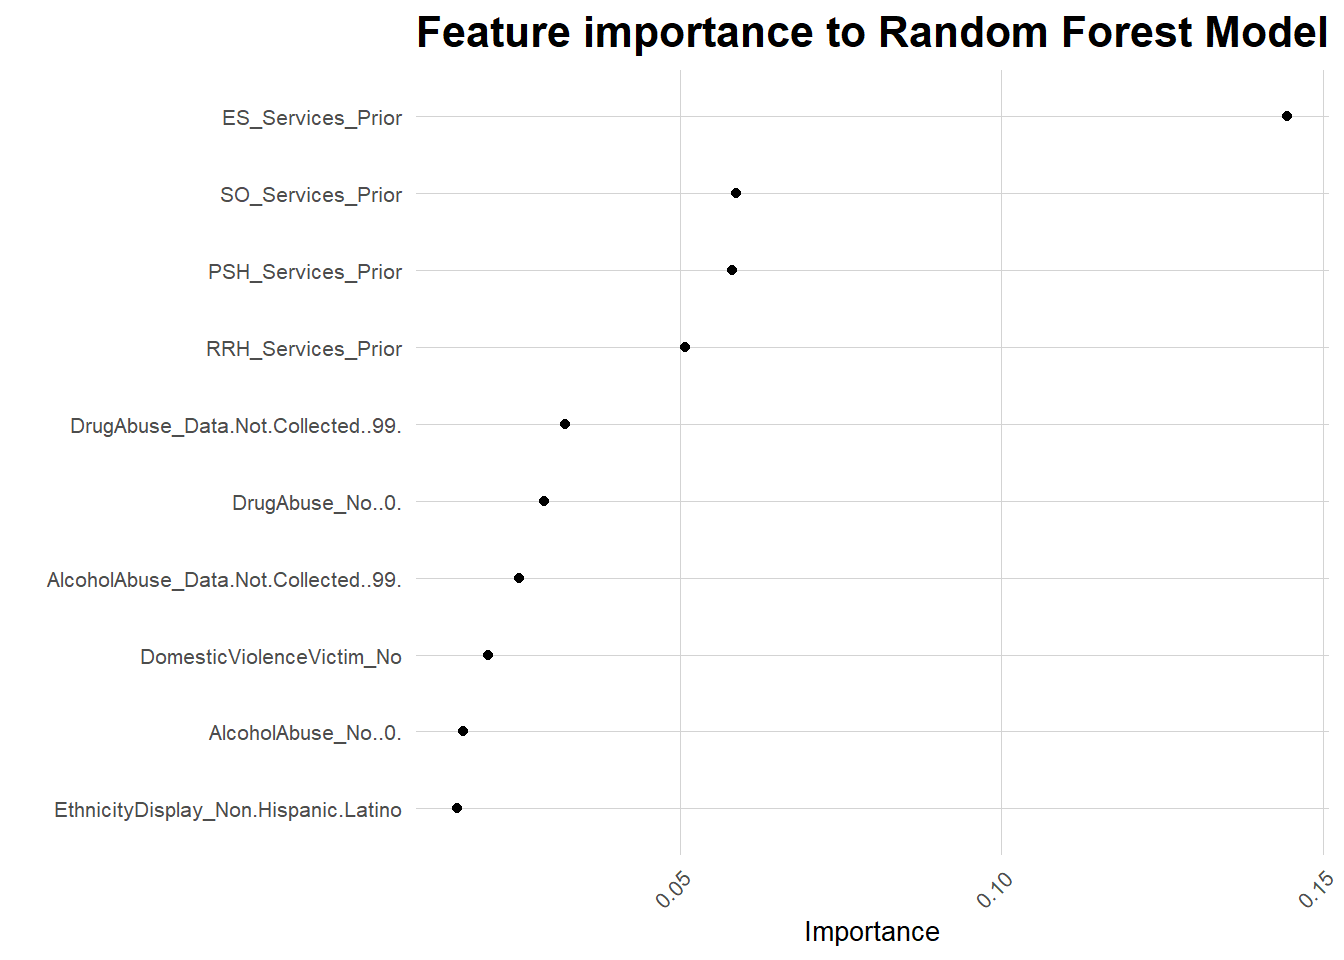 Feature importance to Random Forest Model
ES_Services_Prior
SO_Services_Prior
PSH_Services_Prior
RRH_Services_Prior
DrugAbuse_Data.Not.Collected..99.
DrugAbuse_No..0.
AlcoholAbuse_Data.Not.Collected..99.
DomesticViolenceVictim_No
AlcoholAbuse_No..0.
EthnicityDisplay_Non.Hispanic.Latino
0.05
0.10
0.15
Importance